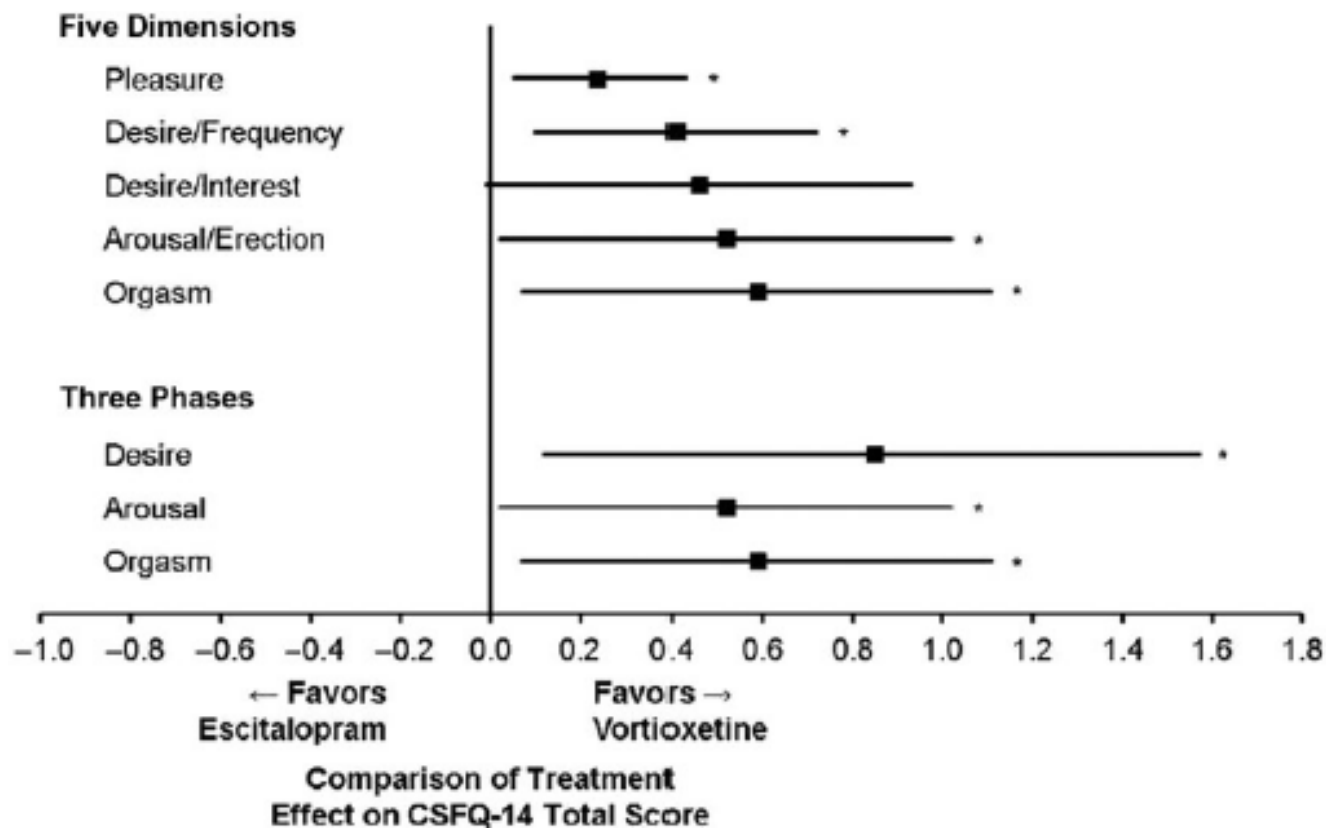 Five Dimensions
Pleasure *
Desire/Frequency *
Desire/Interest
Arousal/Erection *
Orgasm *
Three Phases
Desire *
Arousal *
Orgasm *
–1.0 –0.8 –0.6 –0.4 –0.2 0.0 0.2 0.4 0.6 0.8 1.0 1.2 1.4 1.6 1.8
← Favors Favors →
Escitalopram Vortioxetine
Comparison of Treatment
Effect on CSFQ-14 Total Score